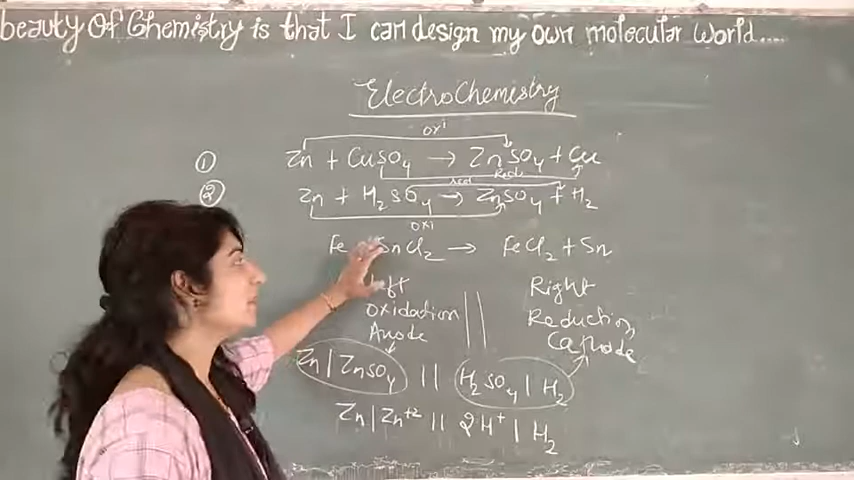 beauty Of Chemistry is that I can design my own molecular World....
ElectroChemistry
oxi
① Zn + CuSO4 → ZnSO4 + Cu
Red
Red
② Zn + H2SO4 → ZnSO4 + H2
oxi
Fe SnCl2 → FeCl2 + Sn
Left || Right
Oxidation Reduction,
Anode Cathode
Zn | ZnSO4 || H2SO4 | H2
Zn | Zn+2 || 2H+ | H2